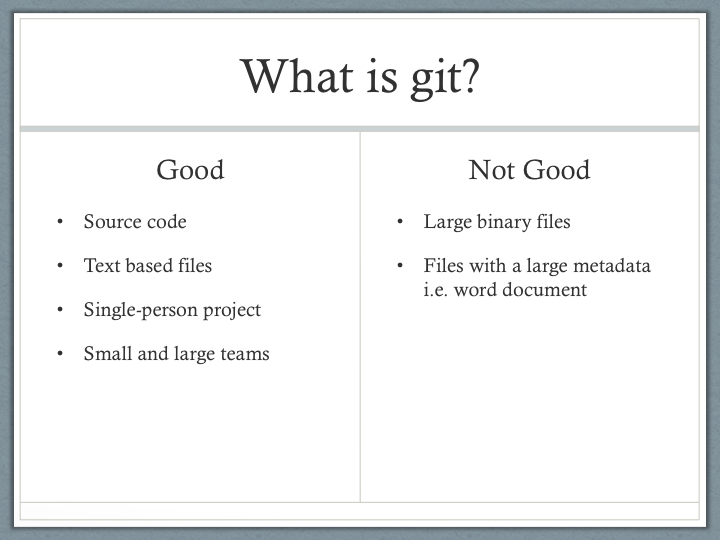 What is git?
Good
• Source code
• Text based files
• Single-person project
• Small and large teams
Not Good
• Large binary files
• Files with a large metadata
i.e. word document